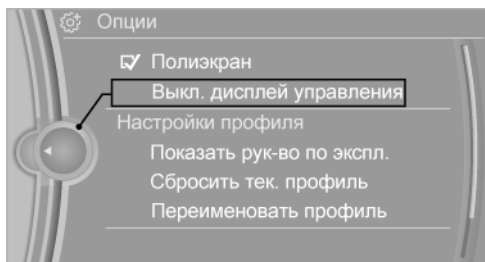 Опции
Полиэкран
Выкл. дисплей управления
Настройки профиля
Показать рук-во по экспл.
Сбросить тек. профиль
Переименовать профиль